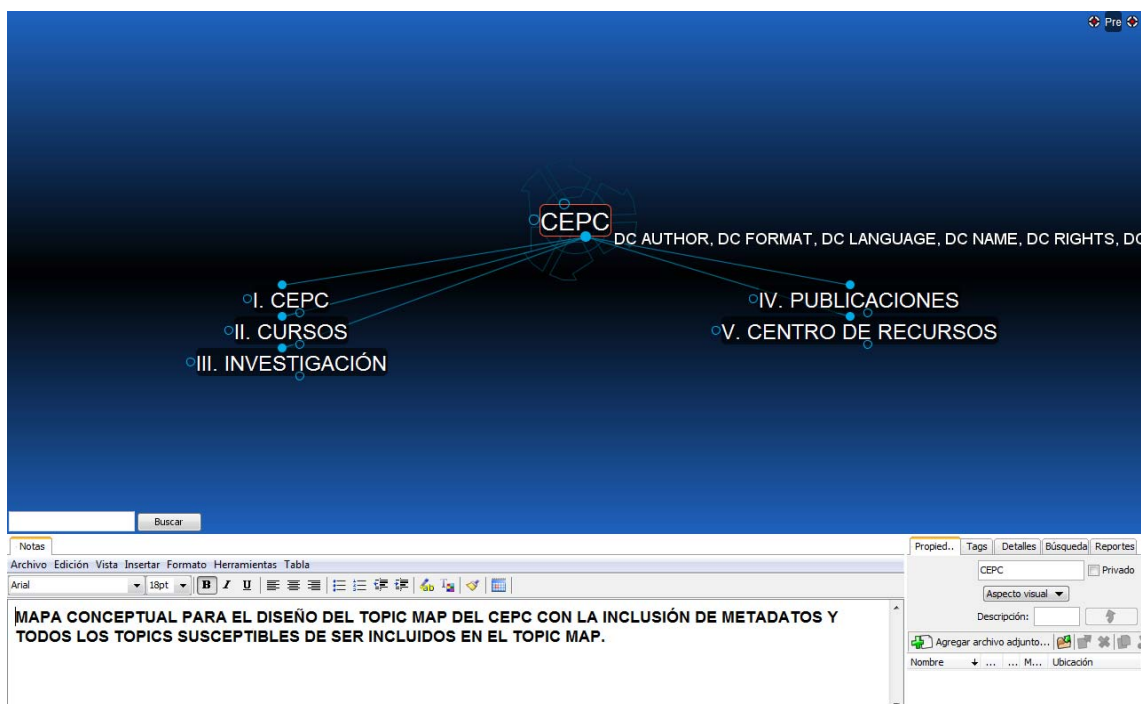 Pre
CEPC
DC AUTHOR, DC FORMAT, DC LANGUAGE, DC NAME, DC RIGHTS, DC
I. CEPC
IV. PUBLICACIONES
II. CURSOS
V. CENTRO DE RECURSOS
III. INVESTIGACIÓN
Buscar
Notas
Propied.. Tags Detalles Búsqueda Reportes
Archivo Edición Vista Insertar Formato Herramientas Tabla
CEPC Privado
Arial 18pt B I U
Aspecto visual
MAPA CONCEPTUAL PARA EL DISEÑO DEL TOPIC MAP DEL CEPC CON LA INCLUSIÓN DE METADATOS Y
TODOS LOS TOPICS SUSCEPTIBLES DE SER INCLUIDOS EN EL TOPIC MAP.
Descripción:
Agregar archivo adjunto...
Nombre ... ... M... Ubicación